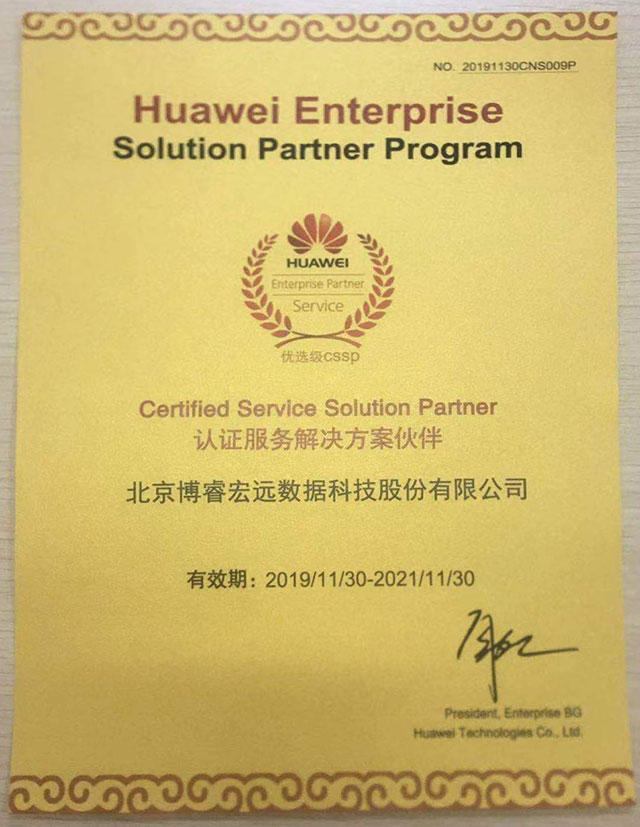 NO. 20191130CNS009P
Huawei Enterprise
Solution Partner Program
HUAWEI
Enterprise Partner
Service
优选级cssp
Certified Service Solution Partner
认证服务解决方案伙伴
北京博睿宏远数据科技股份有限公司
有效期：2019/11/30-2021/11/30
President, Enterprise BG
Huawei Technologies Co., Ltd.